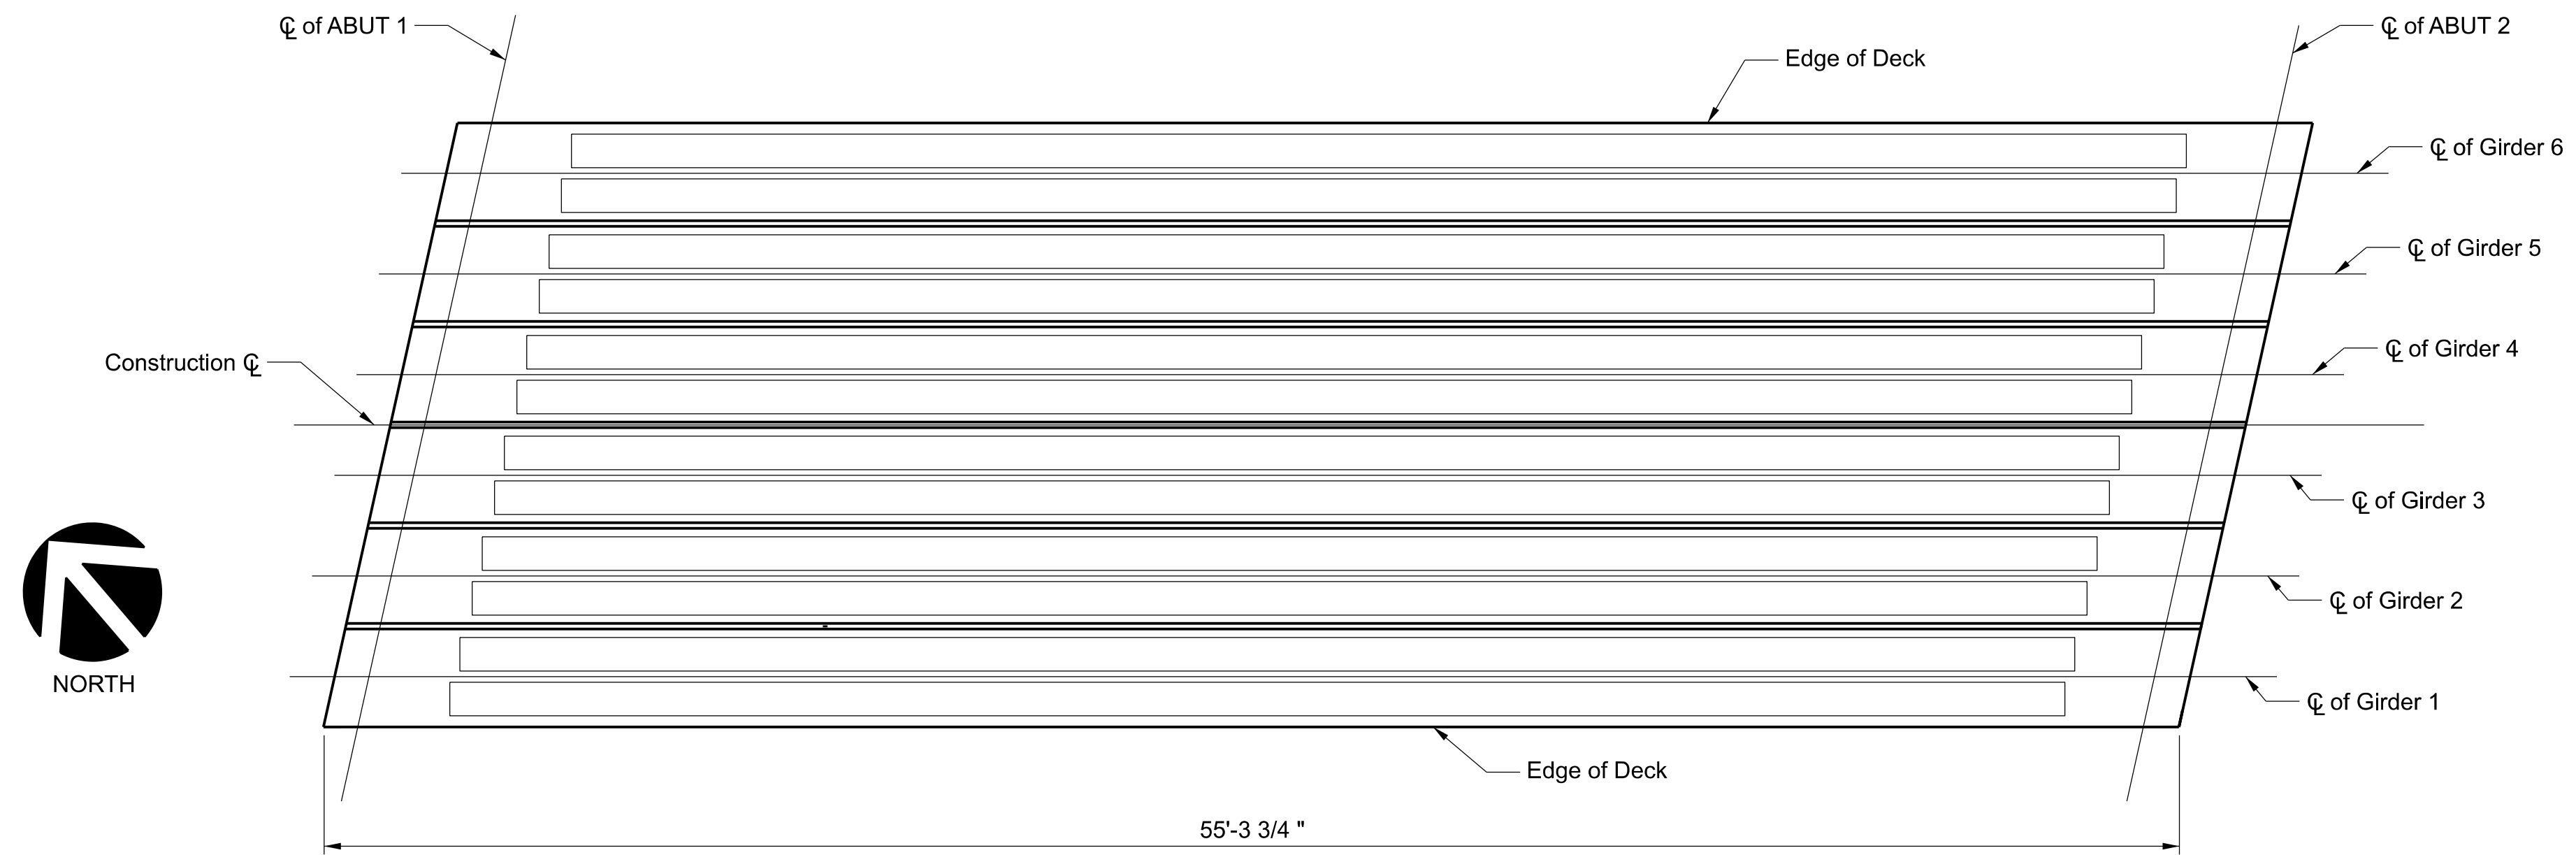 ℄ of ABUT 1
℄ of ABUT 2
Edge of Deck
℄ of Girder 6
℄ of Girder 5
℄ of Girder 4
Construction ℄
℄ of Girder 3
℄ of Girder 2
NORTH
℄ of Girder 1
Edge of Deck
55'-3 3/4 "